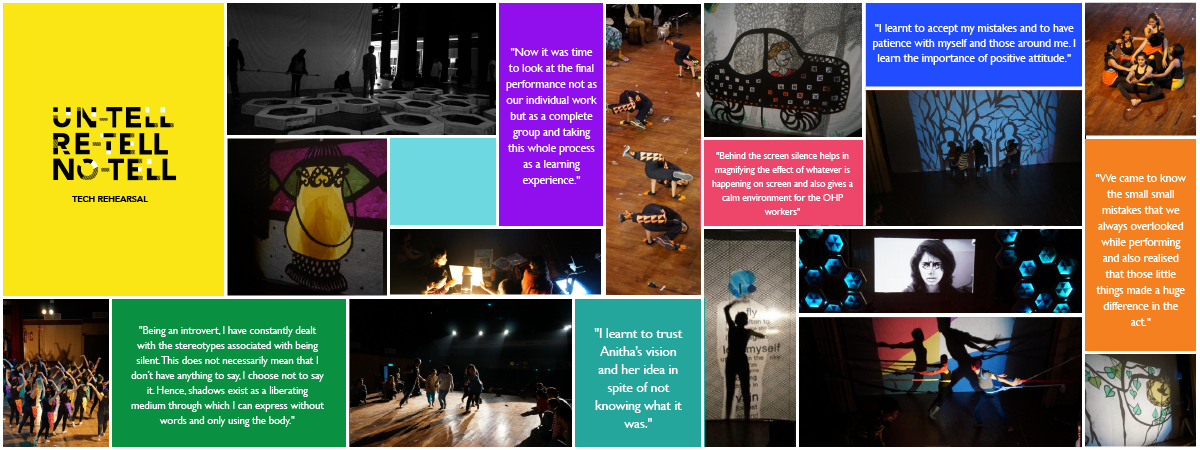 UN-TELL
RE-TELL
NO-TELL
TECH REHEARSAL
"Now it was time
to look at the final
performance not as
our individual work
but as a complete
group and taking
this whole process
as a learning
experience."
"I learnt to accept my mistakes and to have
patience with myself and those around me. I
learn the importance of positive attitude."
"Behind the screen silence helps in
magnifying the effect of whatever is
happening on screen and also gives a
calm environment for the OHP
workers"
"We came to know
the small small
mistakes that we
always overlooked
while performing
and also realised
that those little
things made a huge
difference in the
act."
"Being an introvert, I have constantly dealt
with the stereotypes associated with being
silent. This does not necessarily mean that I
don't have anything to say, I choose not to say
it. Hence, shadows exist as a liberating
medium through which I can express without
words and only using the body."
"I learnt to trust
Anitha's vision
and her idea in
spite of not
knowing what it
was."
fly
myself